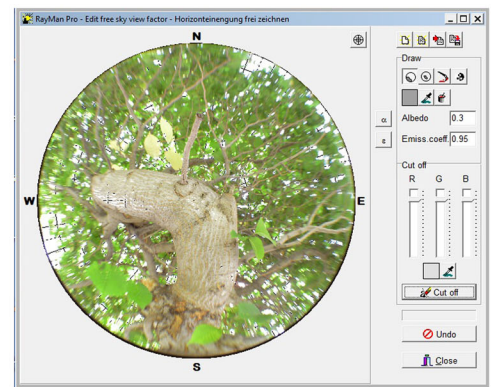 RayMan Pro - Edit free sky view factor - Horizonteinengung frei zeichnen
N
W
E
S
Draw
α
Albedo 0.3
ε
Emiss.coeff. 0.95
Cut off
R G B
Cut off
Undo
Close